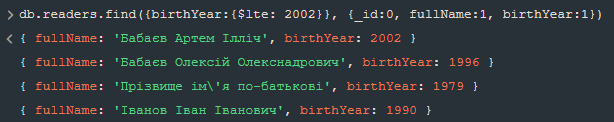 > db.readers.find({birthYear:{$lte: 2002}}, {_id:0, fullName:1, birthYear:1})
< { fullName: 'Бабаєв Артем Ілліч', birthYear: 2002 }
{ fullName: 'Бабаєв Олексій Олекснадрович', birthYear: 1996 }
{ fullName: 'Прізвище ім\'я по-батькові', birthYear: 1979 }
{ fullName: 'Іванов Іван Іванович', birthYear: 1990 }